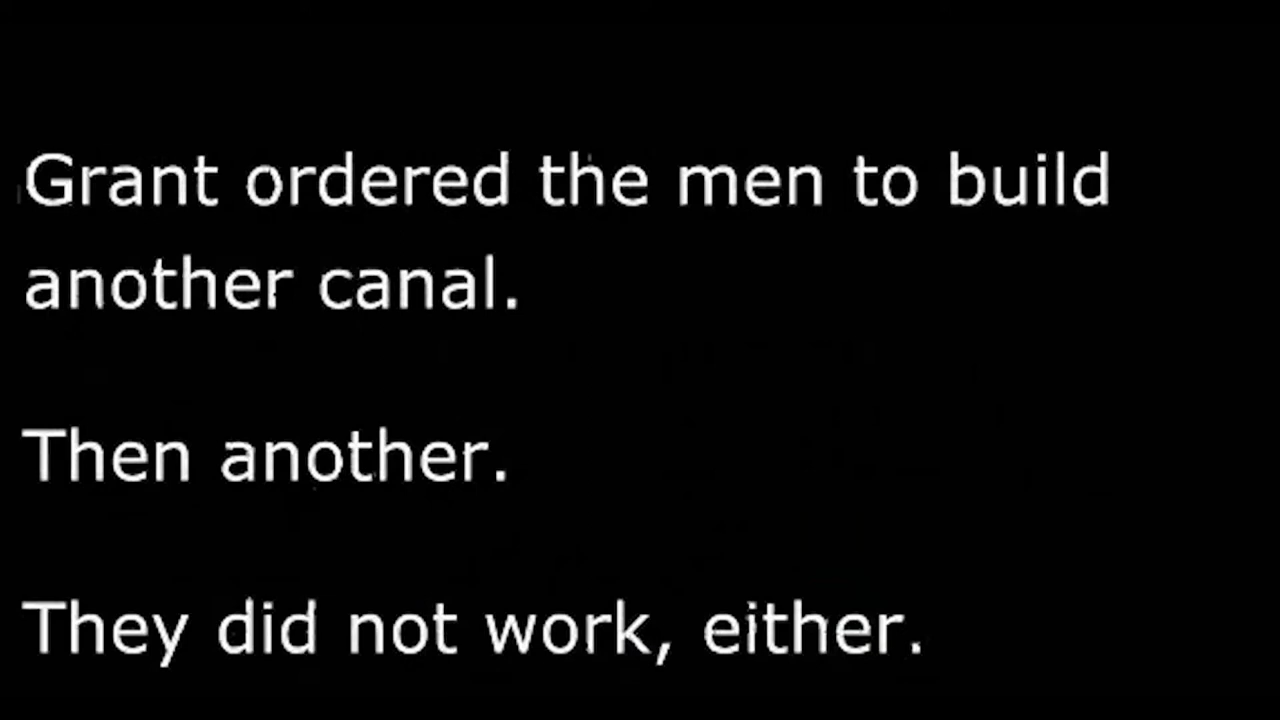 Grant ordered the men to build
another canal.
Then another.
They did not work, either.